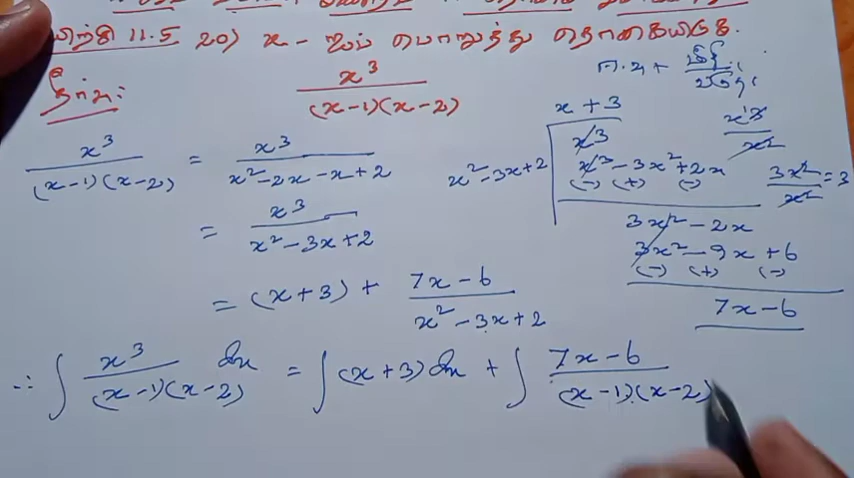 பயிற்சி 11.5 20) x - ஐப் பொறுத்து தொகையிடுக.
தீர்வு:
x³ / (x-1)(x-2)
ஈ.வு + மீதி / வகு.
x³ / (x-1)(x-2) = x³ / x²-2x-x+2
= x³ / x²-3x+2
= (x+3) + 7x-6 / x²-3x+2
x+3
x²-3x+2
x³
x³-3x²+2x
(-) (+) (-)
3x²-2x
3x²-9x+6
(-) (+) (-)
7x-6
x³ / x²
3x² / x² = 3
∴ ∫ x³ / (x-1)(x-2) dx = ∫(x+3)dx + ∫ 7x-6 / (x-1)(x-2)